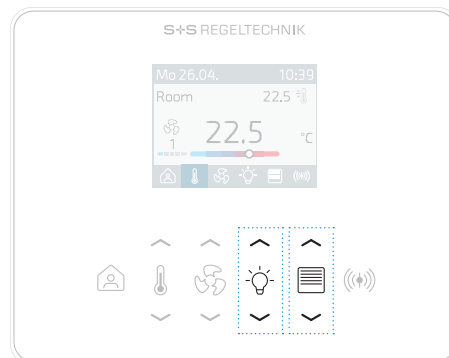 S+S REGELTECHNIK
Mo 26.04. 10:39
Room 22.5
22.5 °C
1